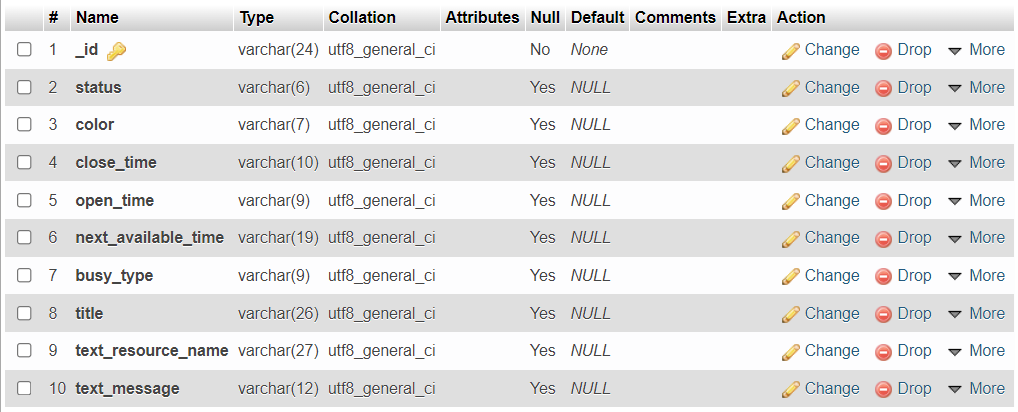 # Name Type Collation Attributes Null Default Comments Extra Action
1 _id varchar(24) utf8_general_ci No None Change Drop More
2 status varchar(6) utf8_general_ci Yes NULL Change Drop More
3 color varchar(7) utf8_general_ci Yes NULL Change Drop More
4 close_time varchar(10) utf8_general_ci Yes NULL Change Drop More
5 open_time varchar(9) utf8_general_ci Yes NULL Change Drop More
6 next_available_time varchar(19) utf8_general_ci Yes NULL Change Drop More
7 busy_type varchar(9) utf8_general_ci Yes NULL Change Drop More
8 title varchar(26) utf8_general_ci Yes NULL Change Drop More
9 text_resource_name varchar(27) utf8_general_ci Yes NULL Change Drop More
10 text_message varchar(12) utf8_general_ci Yes NULL Change Drop More